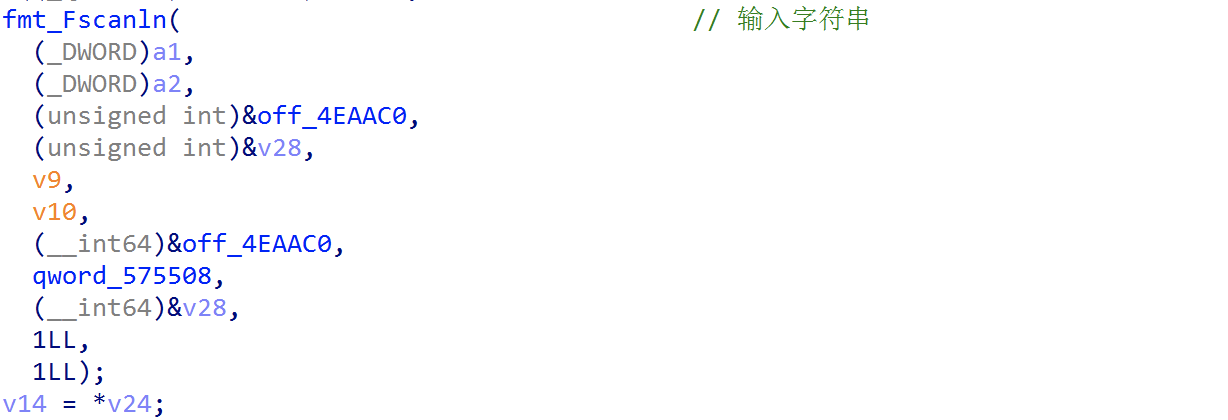 fmt_Fscanln( // 输入字符串
(_DWORD)a1,
(_DWORD)a2,
(unsigned int)&off_4EAAC0,
(unsigned int)&v28,
v9,
v10,
(__int64)&off_4EAAC0,
qword_575508,
(__int64)&v28,
1LL,
1LL);
v14 = *v24;